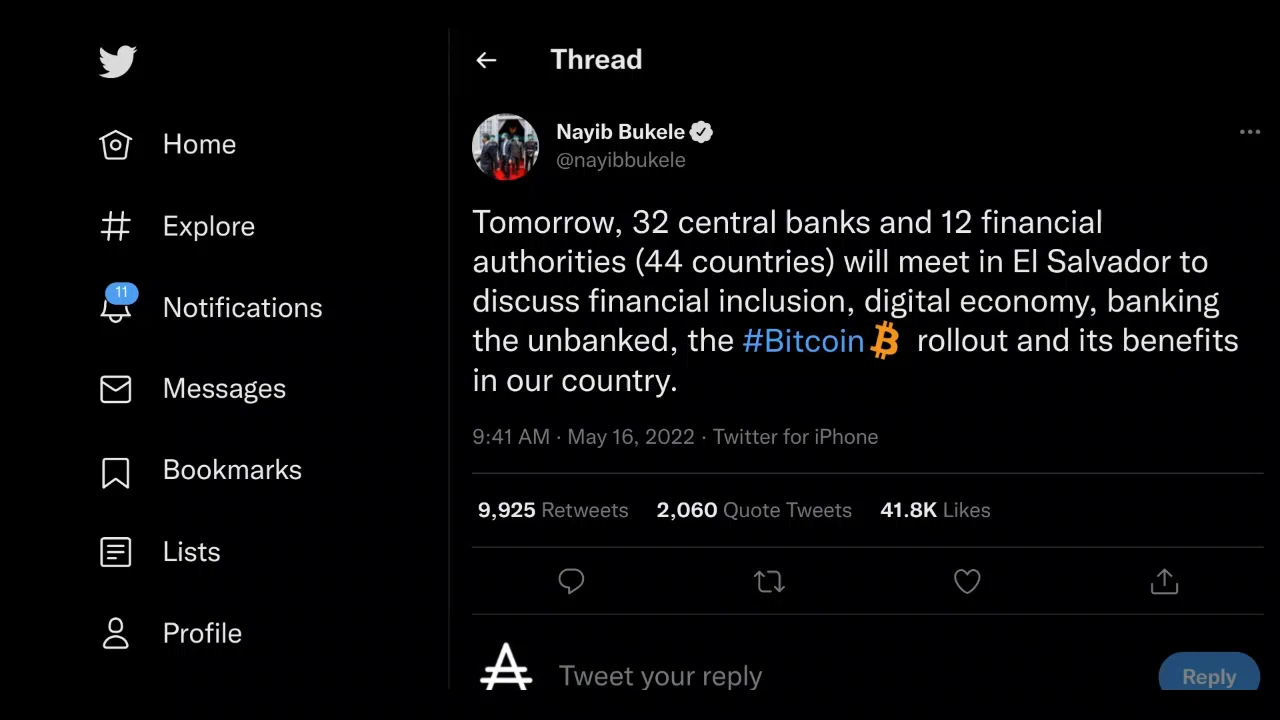 Home
Explore
11
Notifications
Messages
Bookmarks
Lists
Profile
Thread
Nayib Bukele
@nayibbukele
Tomorrow, 32 central banks and 12 financial
authorities (44 countries) will meet in El Salvador to
discuss financial inclusion, digital economy, banking
the unbanked, the #Bitcoin rollout and its benefits
in our country.
9:41 AM · May 16, 2022 · Twitter for iPhone
9,925 Retweets 2,060 Quote Tweets 41.8K Likes
Tweet your reply
Reply